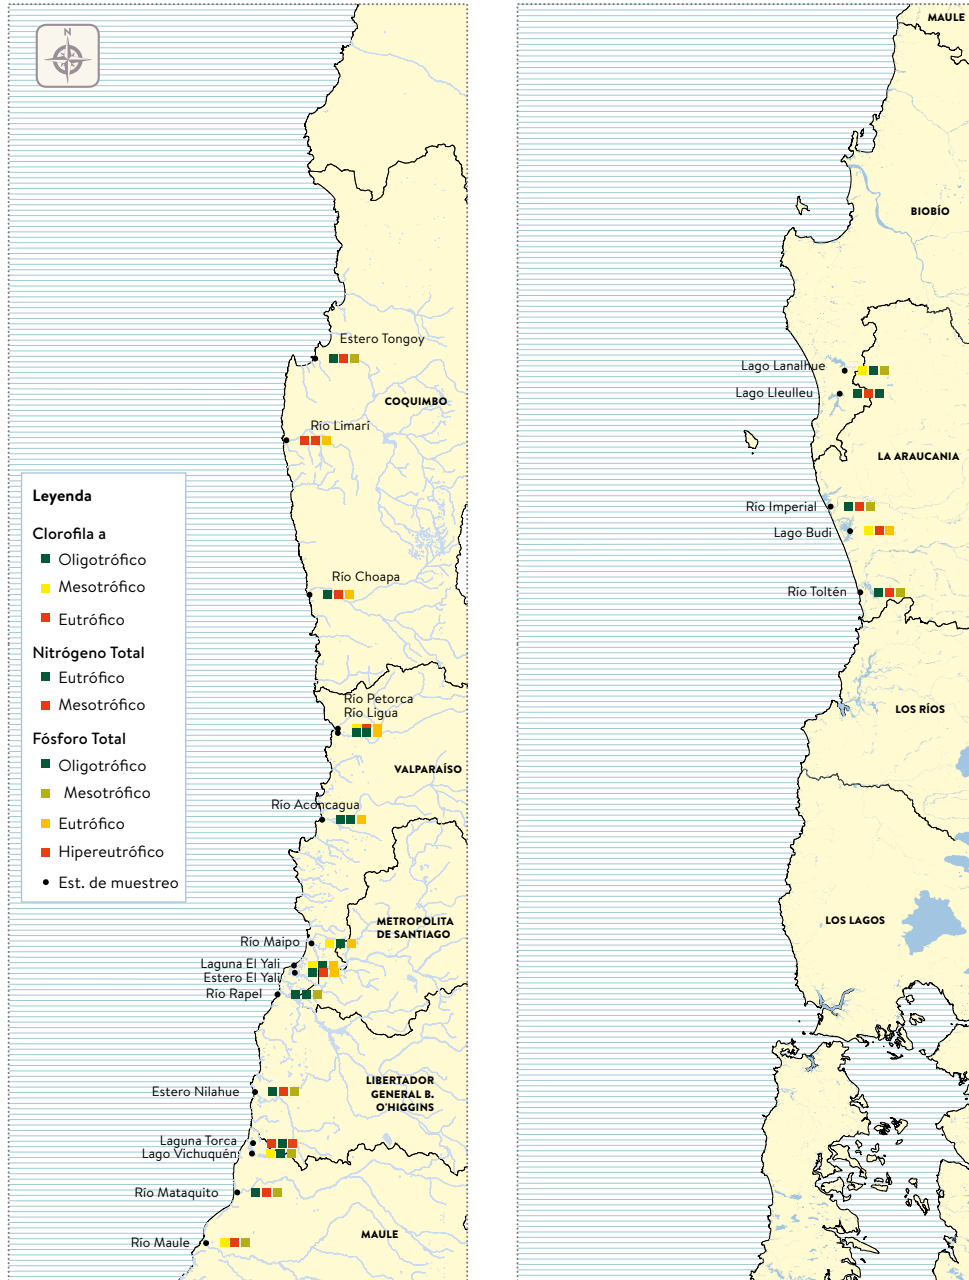 N
Estero Tongoy
COQUIMBO
Río Limarí
Leyenda
Clorofila a
Oligotrófico
Mesotrófico
Eutrófico
Nitrógeno Total
Eutrófico
Mesotrófico
Fósforo Total
Oligotrófico
Mesotrófico
Eutrófico
Hipereutrófico
Est. de muestreo
Río Choapa
Río Petorca
Río Ligua
VALPARAÍSO
Río Aconcagua
METROPOLITA
DE SANTIAGO
Río Maipo
Laguna El Yali
Estero El Yali
Río Rapel
LIBERTADOR
GENERAL B.
O'HIGGINS
Estero Nilahue
Laguna Torca
Lago Vichuquén
Río Mataquito
MAULE
Río Maule
MAULE
BIOBÍO
Lago Lanalhue
Lago Lleulleu
LA ARAUCANIA
Río Imperial
Lago Budi
Río Toltén
LOS RÍOS
LOS LAGOS